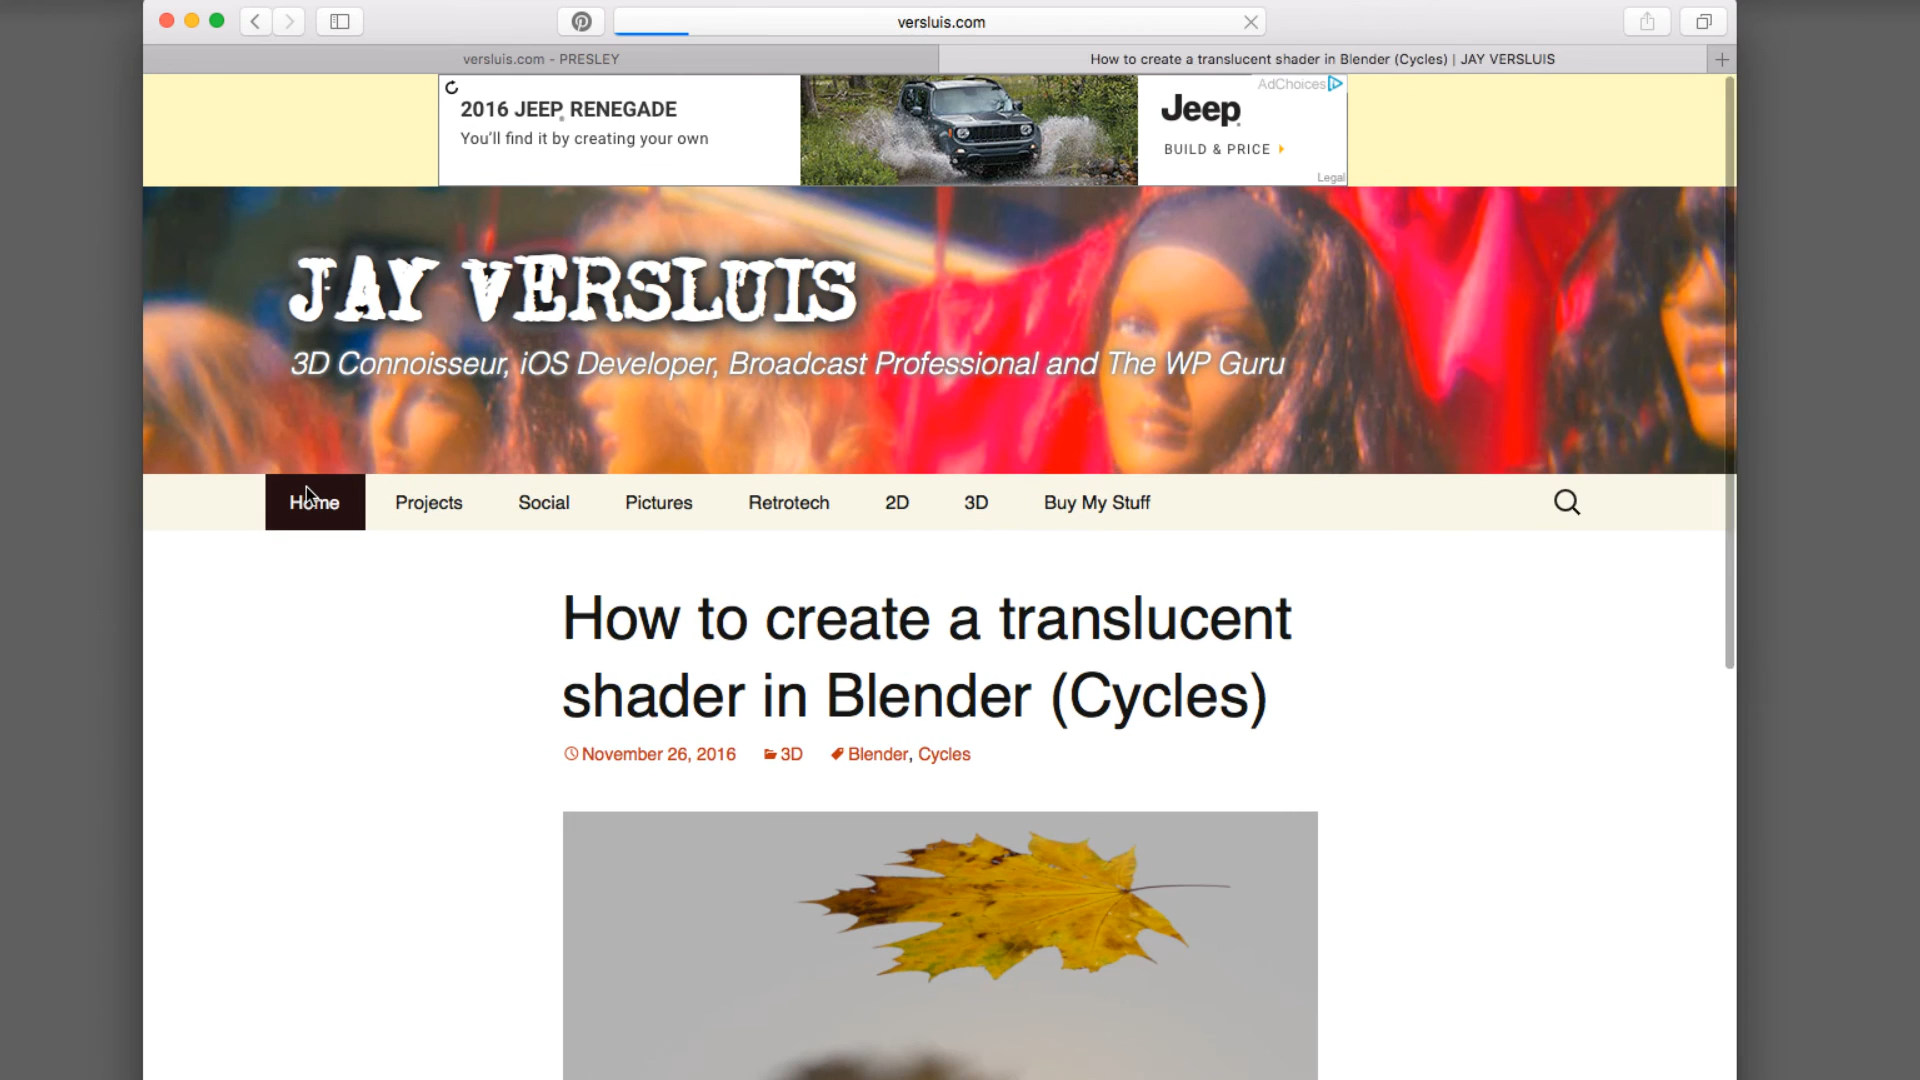 versluis.com
versluis.com - PRESLEY
How to create a translucent shader in Blender (Cycles) | JAY VERSLUIS
2016 JEEP. RENEGADE
You'll find it by creating your own
AdChoices
Jeep.
BUILD & PRICE
Legal
JAY VERSLUIS
3D Connoisseur, iOS Developer, Broadcast Professional and The WP Guru
Home Projects Social Pictures Retrotech 2D 3D Buy My Stuff
How to create a translucent
shader in Blender (Cycles)
November 26, 2016 3D Blender, Cycles